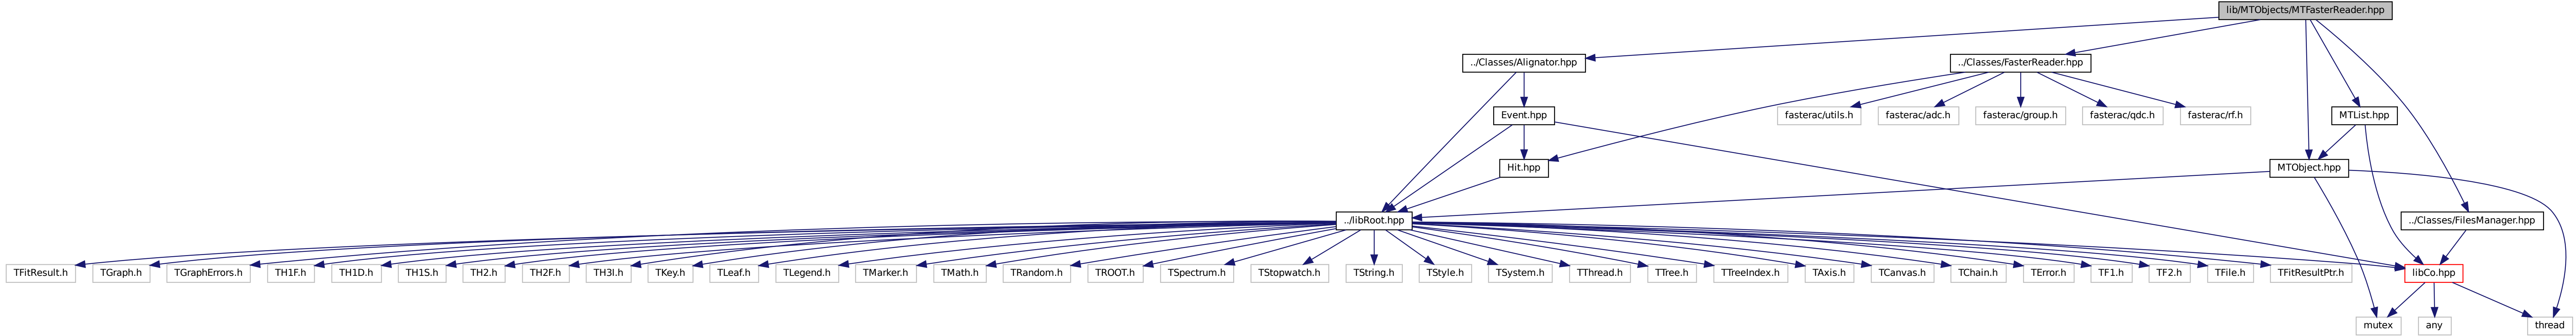 lib/MTObjects/MTFasterReader.hpp
../Classes/Alignator.hpp
../Classes/FasterReader.hpp
Event.hpp
fasterac/utils.h
fasterac/adc.h
fasterac/group.h
fasterac/qdc.h
fasterac/rf.h
MTList.hpp
Hit.hpp
MTObject.hpp
../libRoot.hpp
../Classes/FilesManager.hpp
TFitResult.h
TGraph.h
TGraphErrors.h
TH1F.h
TH1D.h
TH1S.h
TH2.h
TH2F.h
TH3I.h
TKey.h
TLeaf.h
TLegend.h
TMarker.h
TMath.h
TRandom.h
TROOT.h
TSpectrum.h
TStopwatch.h
TString.h
TStyle.h
TSystem.h
TThread.h
TTree.h
TTreeIndex.h
TAxis.h
TCanvas.h
TChain.h
TError.h
TF1.h
TF2.h
TFile.h
TFitResultPtr.h
libCo.hpp
mutex
any
thread